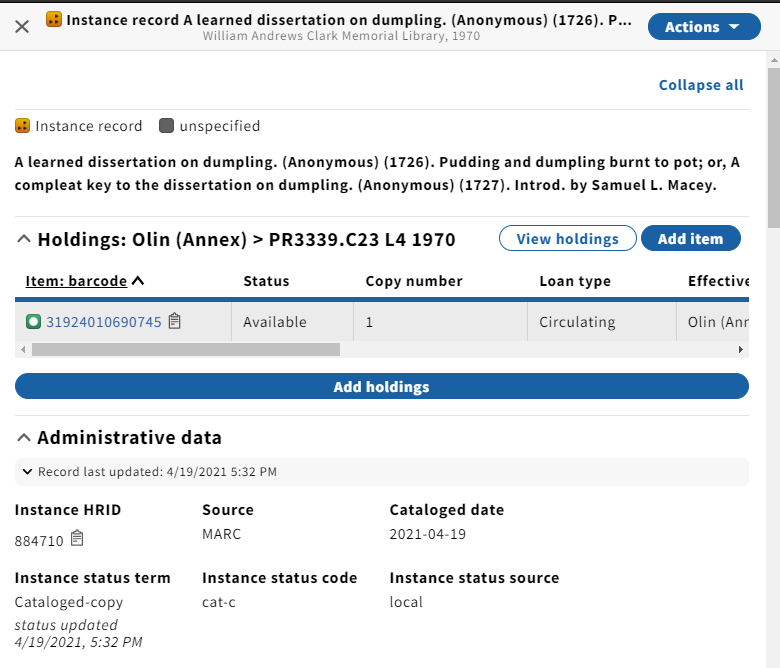 Instance record A learned dissertation on dumpling. (Anonymous) (1726). P...
William Andrews Clark Memorial Library, 1970
Actions
Collapse all
Instance record unspecified
A learned dissertation on dumpling. (Anonymous) (1726). Pudding and dumpling burnt to pot; or, A
compleat key to the dissertation on dumpling. (Anonymous) (1727). Introd. by Samuel L. Macey.
Holdings: Olin (Annex) > PR3339.C23 L4 1970 View holdings Add item
Item: barcode Status Copy number Loan type Effective
31924010690745 Available 1 Circulating Olin (Ann
Add holdings
Administrative data
Record last updated: 4/19/2021 5:32 PM
Instance HRID Source Cataloged date
884710 MARC 2021-04-19
Instance status term Instance status code Instance status source
Cataloged-copy cat-c local
status updated
4/19/2021, 5:32 PM